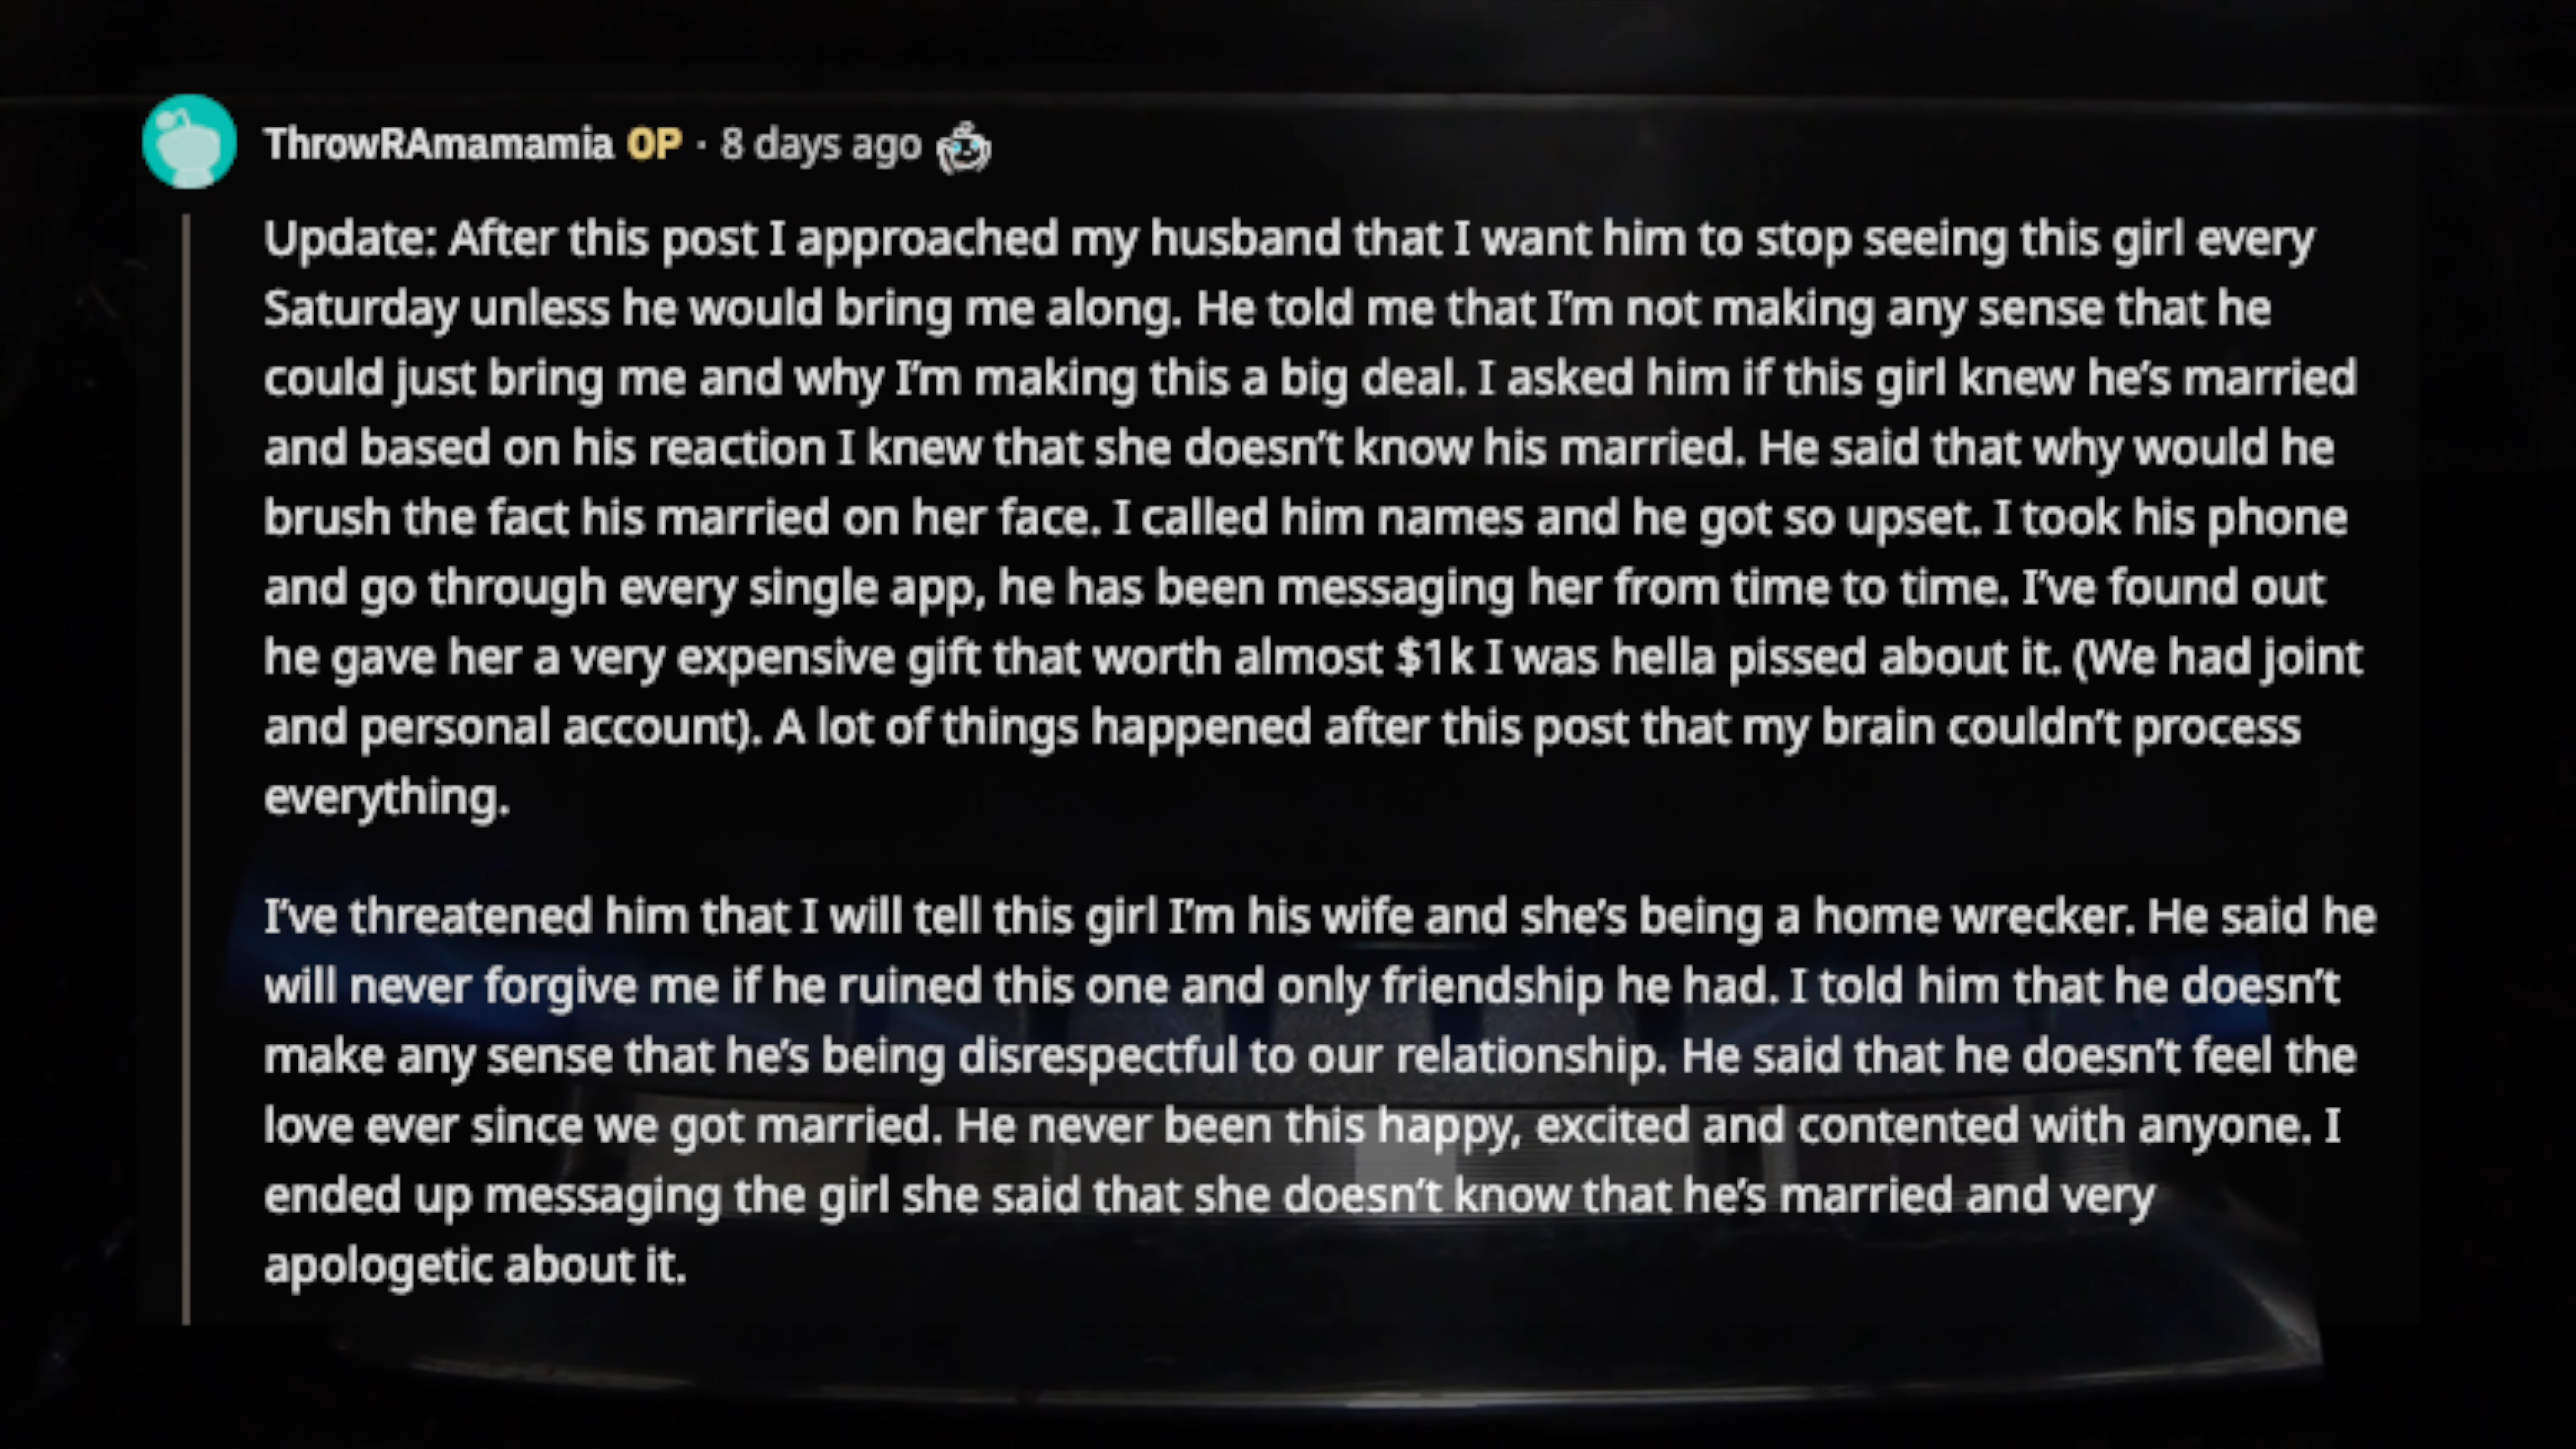 ThrowRAmamamia OP · 8 days ago
Update: After this post I approached my husband that I want him to stop seeing this girl every
Saturday unless he would bring me along. He told me that I'm not making any sense that he
could just bring me and why I'm making this a big deal. I asked him if this girl knew he's married
and based on his reaction I knew that she doesn't know his married. He said that why would he
brush the fact his married on her face. I called him names and he got so upset. I took his phone
and go through every single app, he has been messaging her from time to time. I've found out
he gave her a very expensive gift that worth almost $1k I was hella pissed about it. (We had joint
and personal account). A lot of things happened after this post that my brain couldn't process
everything.
I've threatened him that I will tell this girl I'm his wife and she's being a home wrecker. He said he
will never forgive me if he ruined this one and only friendship he had. I told him that he doesn't
make any sense that he's being disrespectful to our relationship. He said that he doesn't feel the
love ever since we got married. He never been this happy, excited and contented with anyone. I
ended up messaging the girl she said that she doesn't know that he's married and very
apologetic about it.